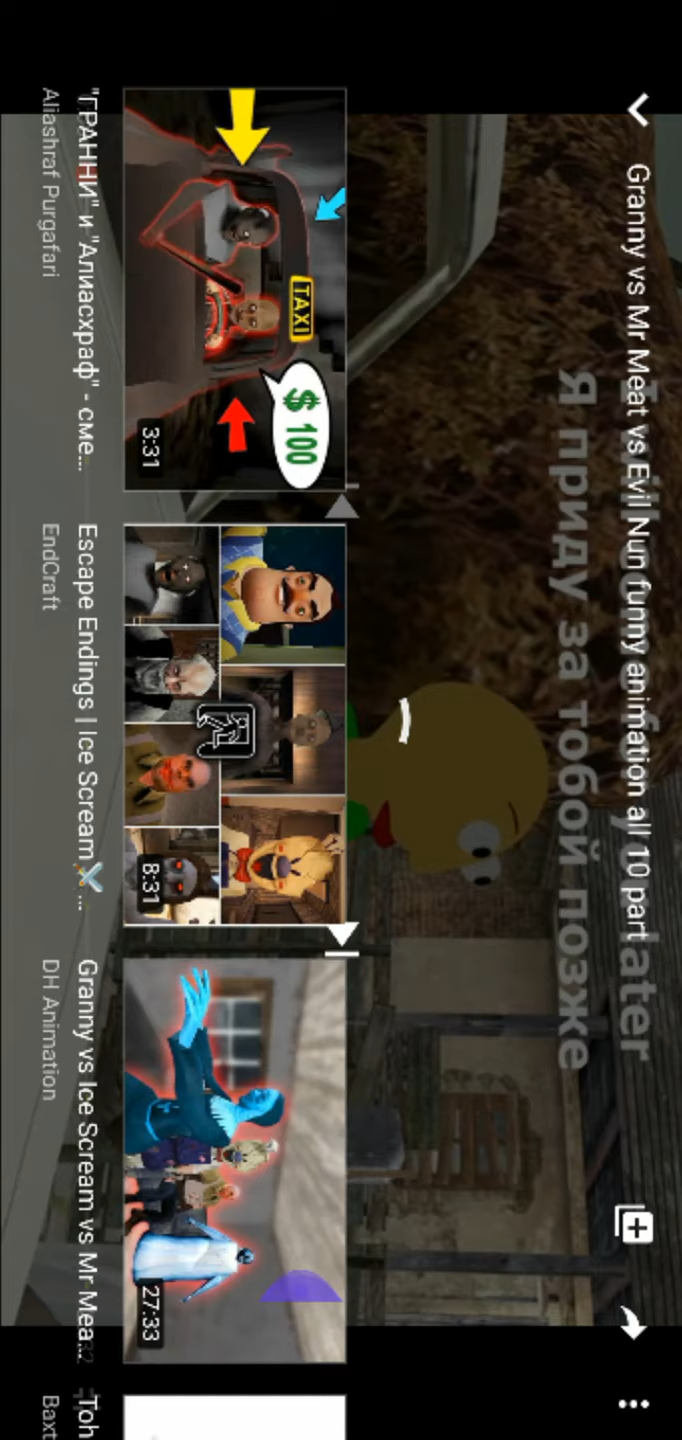 Granny vs Mr Meat vs Evil Nun funny animation all 10 part
later
Я приду за тобой позже
TAXI
$ 100
3:31
8:31
27:33
"ГРАННИ" и "Алиасхраф" - сме...
Aliashraf Purgafari
Escape Endings | Ice Scream ⚔️ ...
EndCraft
Granny vs Ice Scream vs Mr Mea...
DH Animation
Toh
Baxt